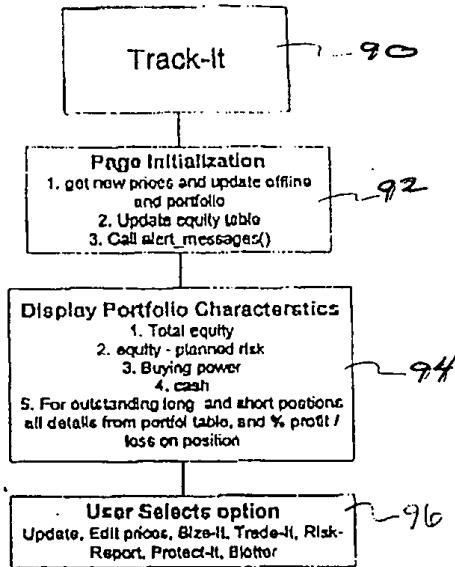 Track-It
90
Page Initialization
1. get new prices and update offline
and portfolio
2. Update equity table
3. Call alert_messages()
92
Display Portfolio Characterstics
1. Total equity
2. equity - planned risk
3. Buying power
4. cash
5. For outstanding long and short postions
all details from portfol table, and % profit /
loss on position
94
User Selects option
Update, Edit prices, Size-It, Trade-It, Risk-
Report, Protect-It, Blotter
96